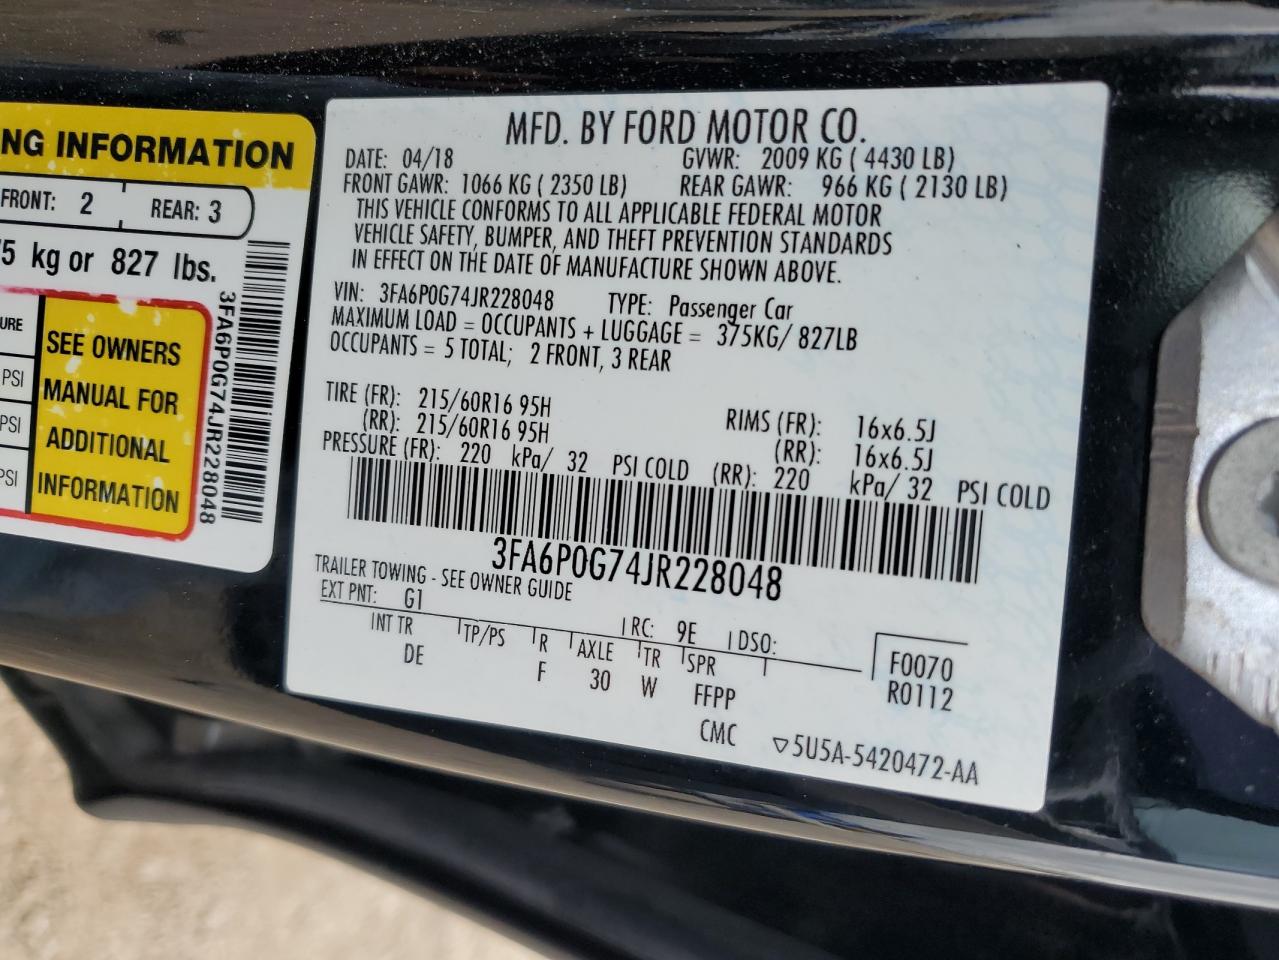 NG INFORMATION
FRONT: 2 REAR: 3
5 kg or 827 lbs.
URE
PSI
PSI
PSI
SEE OWNERS
MANUAL FOR
ADDITIONAL
INFORMATION
3FA6P0G74JR228048
MFD. BY FORD MOTOR CO.
DATE: 04/18 GVWR: 2009 KG ( 4430 LB)
FRONT GAWR: 1066 KG ( 2350 LB) REAR GAWR: 966 KG ( 2130 LB)
THIS VEHICLE CONFORMS TO ALL APPLICABLE FEDERAL MOTOR
VEHICLE SAFETY, BUMPER, AND THEFT PREVENTION STANDARDS
IN EFFECT ON THE DATE OF MANUFACTURE SHOWN ABOVE.
VIN: 3FA6P0G74JR228048 TYPE: Passenger Car
MAXIMUM LOAD = OCCUPANTS + LUGGAGE = 375KG/ 827LB
OCCUPANTS = 5 TOTAL; 2 FRONT, 3 REAR
TIRE (FR): 215/60R16 95H RIMS (FR): 16x6.5J
(RR): 215/60R16 95H (RR): 16x6.5J
PRESSURE (FR): 220 kPa/ 32 PSI COLD (RR): 220 kPa/ 32 PSI COLD
3FA6P0G74JR228048
TRAILER TOWING - SEE OWNER GUIDE
EXT PNT: G1 RC: 9E DSO:
INT TR TP/PS R AXLE TR SPR F0070
DE F 30 W FFPP R0112
CMC ▽5U5A-5420472-AA